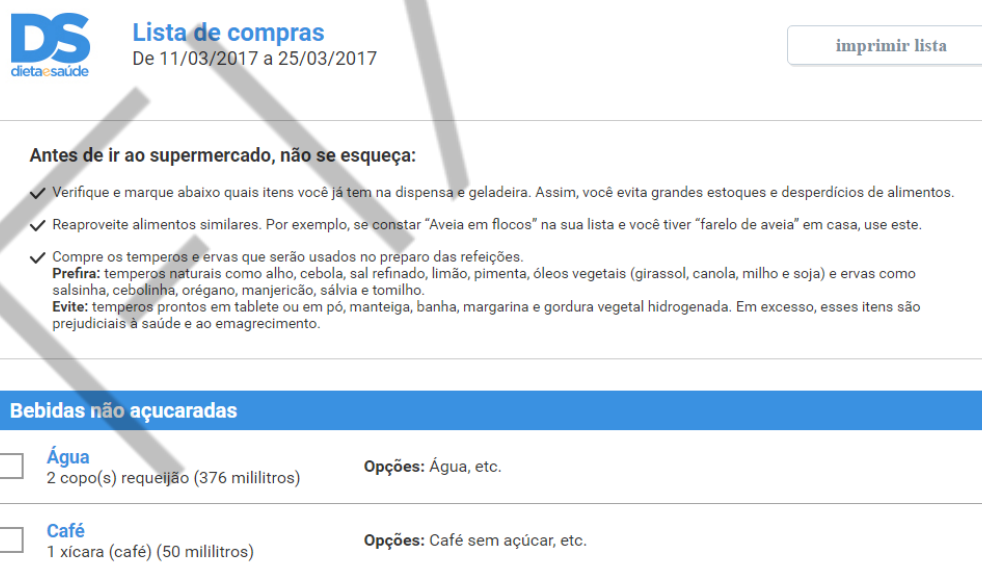 DS
dietaesaúde
Lista de compras
De 11/03/2017 a 25/03/2017
imprimir lista
Antes de ir ao supermercado, não se esqueça:
Verifique e marque abaixo quais itens você já tem na dispensa e geladeira. Assim, você evita grandes estoques e desperdícios de alimentos.
Reaproveite alimentos similares. Por exemplo, se constar “Aveia em flocos” na sua lista e você tiver “farelo de aveia” em casa, use este.
Compre os temperos e ervas que serão usados no preparo das refeições.
Prefira: temperos naturais como alho, cebola, sal refinado, limão, pimenta, óleos vegetais (girassol, canola, milho e soja) e ervas como
salsinha, cebolinha, orégano, manjericão, sálvia e tomilho.
Evite: temperos prontos em tablete ou em pó, manteiga, banha, margarina e gordura vegetal hidrogenada. Em excesso, esses itens são
prejudiciais à saúde e ao emagrecimento.
Bebidas não açucaradas
Água
2 copo(s) requeijão (376 mililitros)
Opções: Água, etc.
Café
1 xícara (café) (50 mililitros)
Opções: Café sem açúcar, etc.